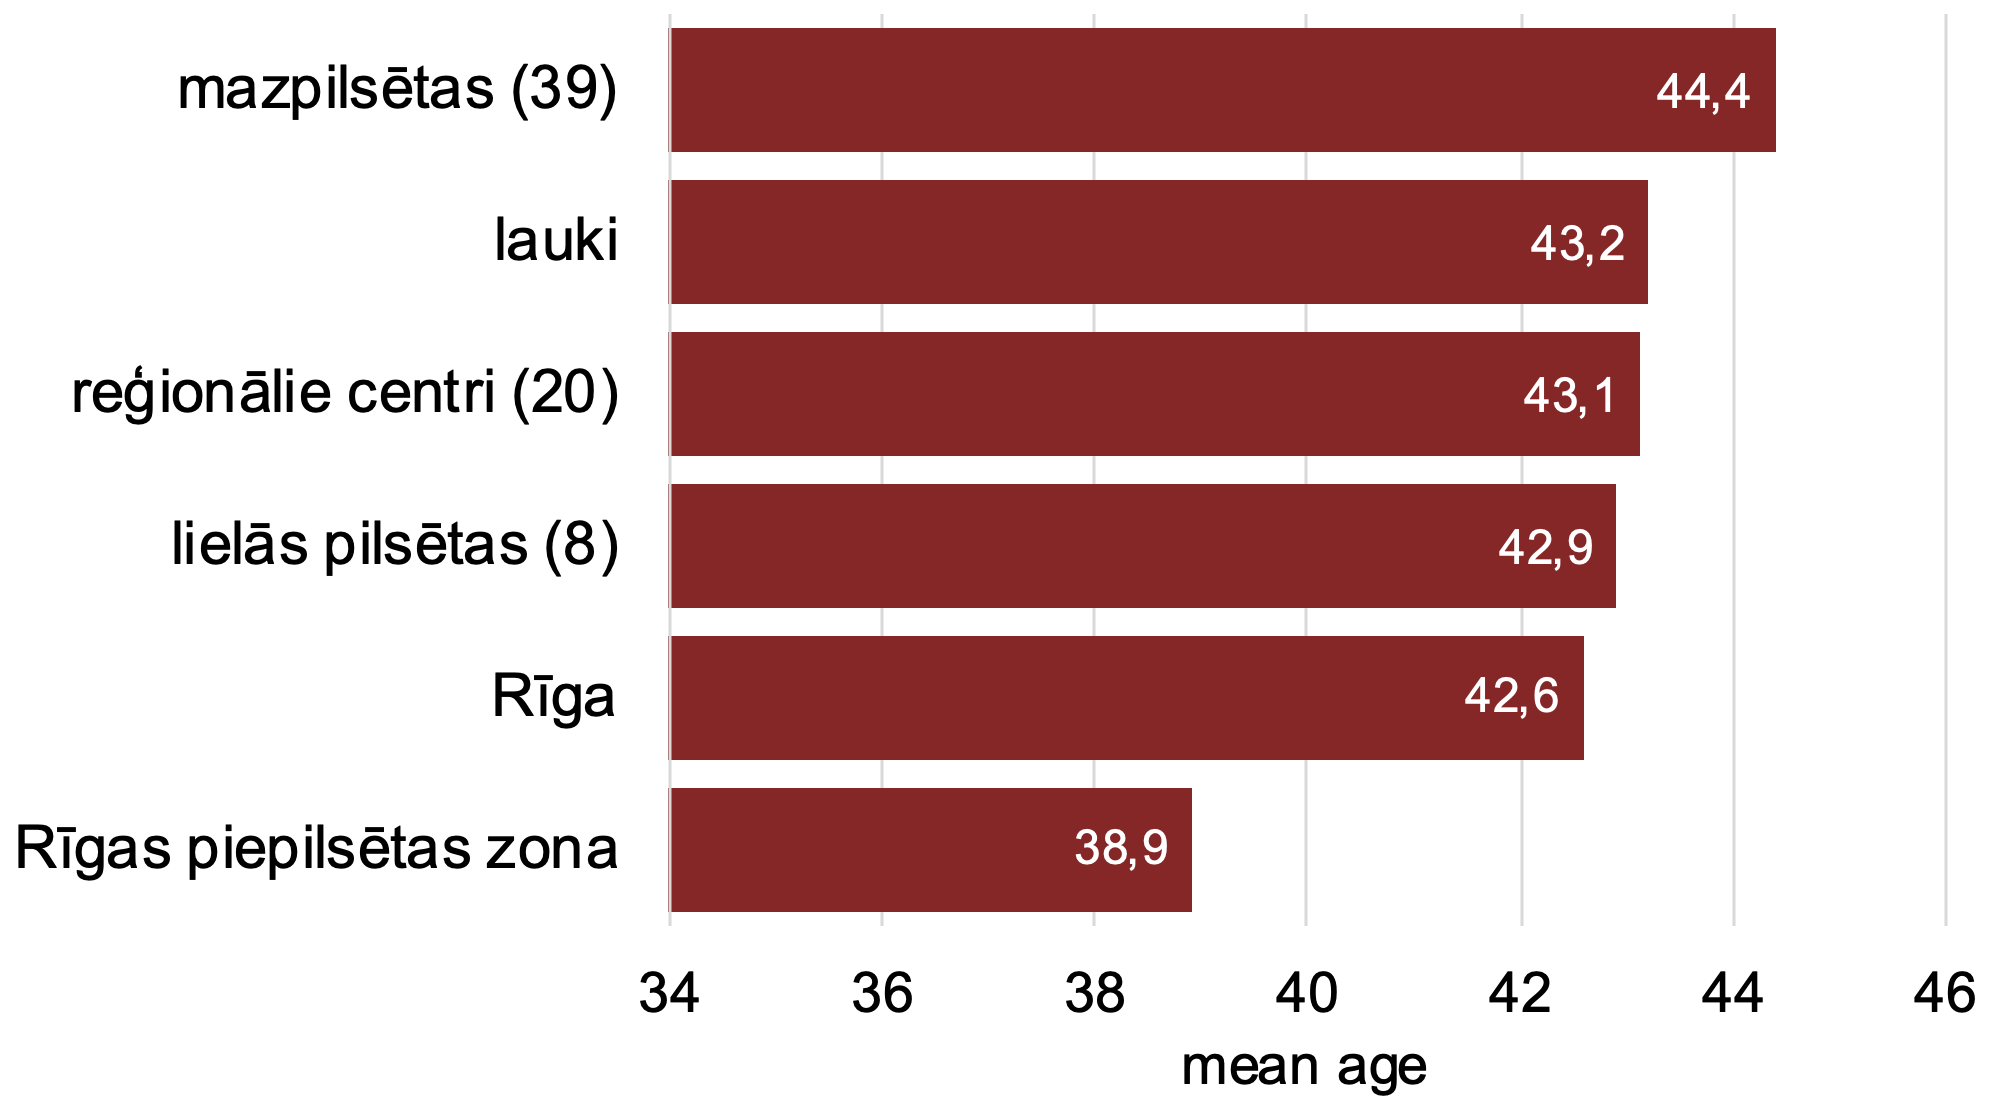 mazpilsētas (39)
44,4
lauki
43,2
reģionālie centri (20)
43,1
lielās pilsētas (8)
42,9
Rīga
42,6
Rīgas piepilsētas zona
38,9
34 36 38 40 42 44 46
mean age